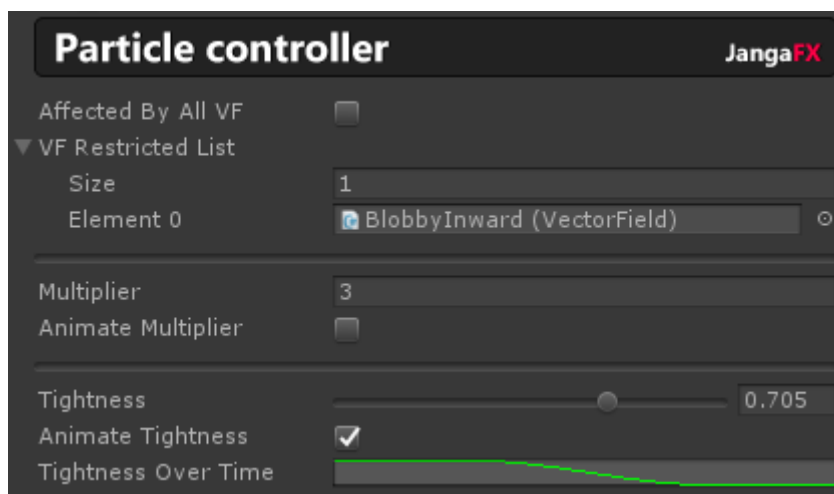 Particle controller JangaFX
Affected By All VF
VF Restricted List
Size 1
Element 0 BlobbyInward (VectorField)
Multiplier 3
Animate Multiplier
Tightness 0.705
Animate Tightness
Tightness Over Time